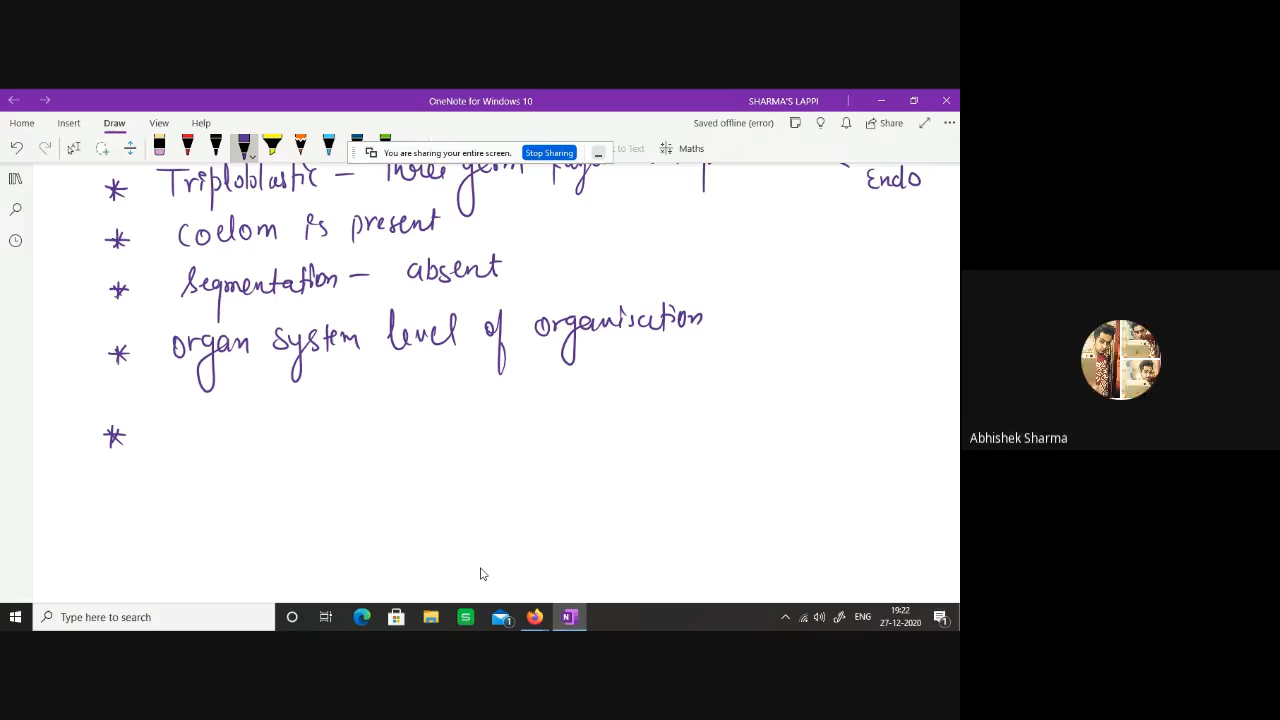 OneNote for Windows 10
SHARMA'S LAPPI
Home Insert Draw View Help
Saved offline (error)
Share
You are sharing your entire screen.
Stop Sharing
to Text
Maths
* Triploblastic – Three germ
Endo
* Coelom is present
* Segmentation – absent
* organ system level of organisation
*
Abhishek Sharma
Type here to search
ENG
19:22
27-12-2020